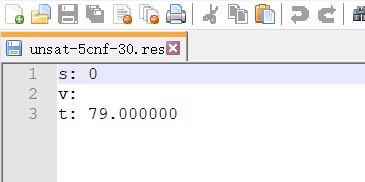 unsat-5cnf-30.res
1 s: 0
2 v:
3 t: 79.000000